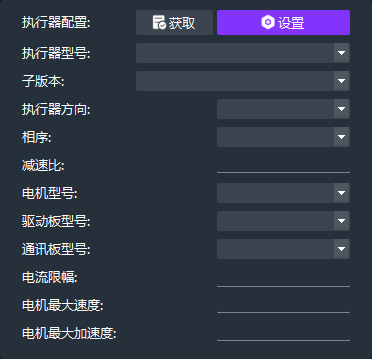 执行器配置: 获取 设置
执行器型号:
子版本:
执行器方向:
相序:
减速比:
电机型号:
驱动板型号:
通讯板型号:
电流限幅:
电机最大速度:
电机最大加速度: